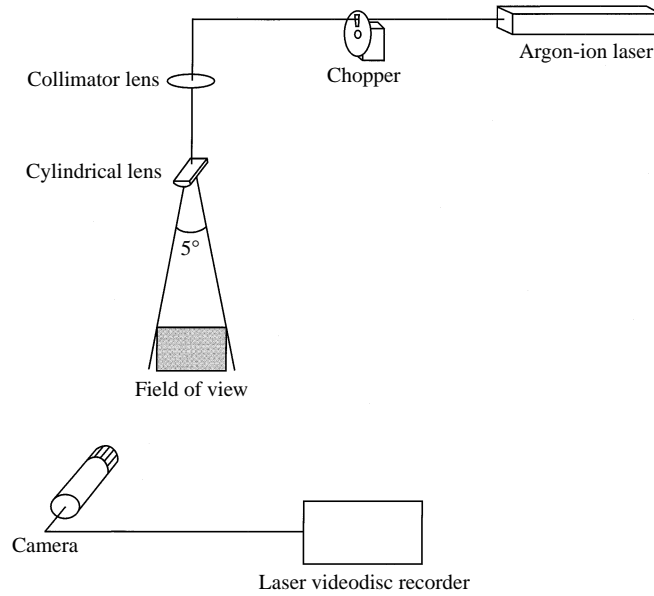 Argon-ion laser
Chopper
Collimator lens
Cylindrical lens
5°
Field of view
Camera
Laser videodisc recorder